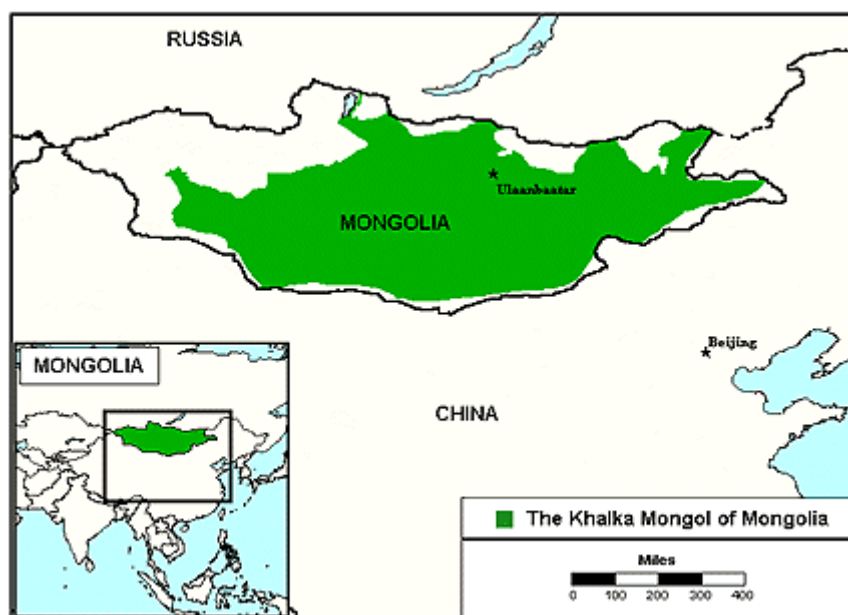 RUSSIA
Ulaanbaatar
MONGOLIA
Beijing
MONGOLIA
CHINA
The Khalka Mongol of Mongolia
Miles
0 100 200 300 400